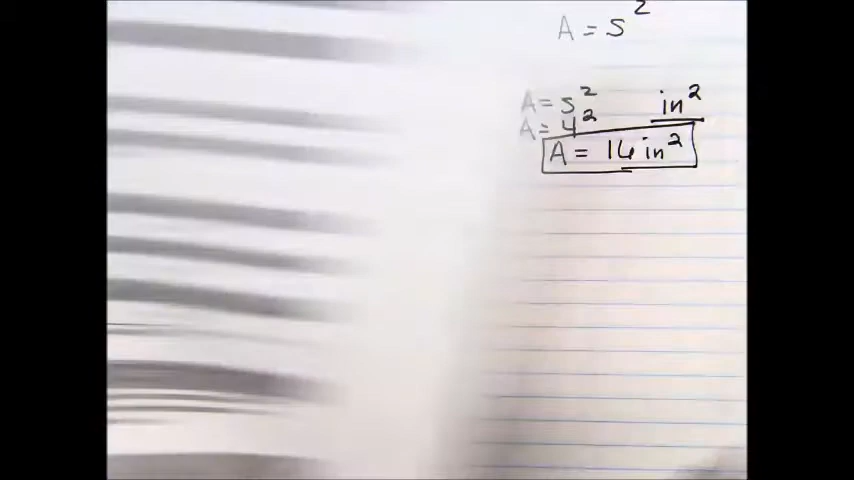 A = s²
A = s² in²
A = 4²
A = 16 in²